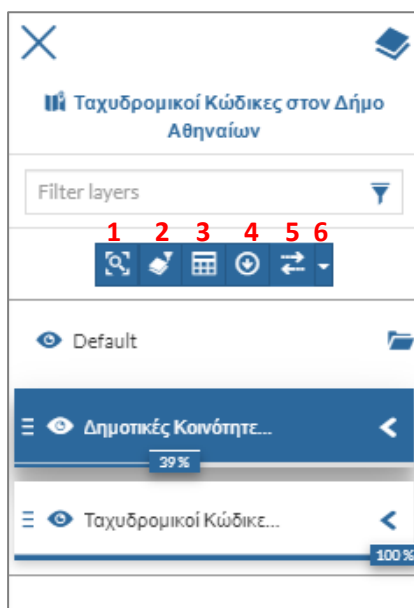 Ταχυδρομικοί Κώδικες στον Δήμο
Αθηναίων
Filter layers
1 2 3 4 5 6
Default
Δημοτικές Κοινότητε...
39 %
Ταχυδρομικοί Κώδικε...
100 %